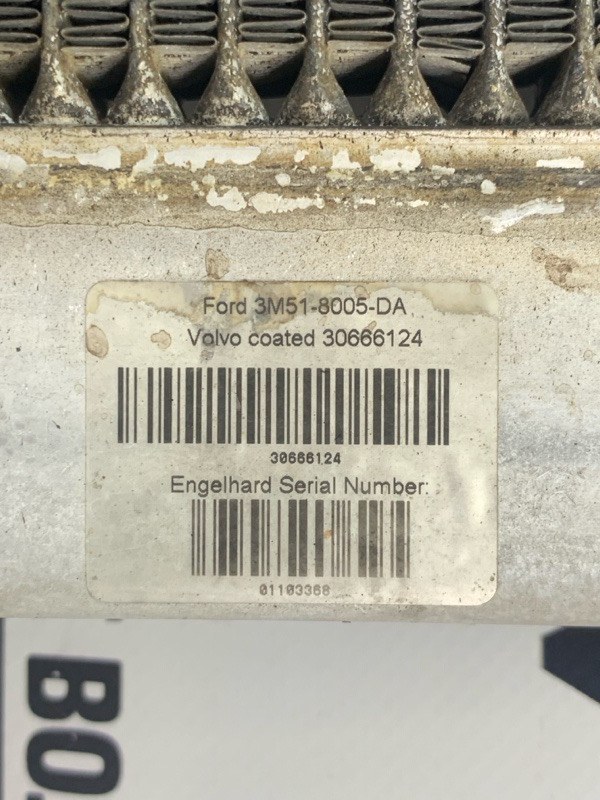 Ford 3M51-8005-DA
Volvo coated 30666124
30666124
Engelhard Serial Number:
01103368
BO.